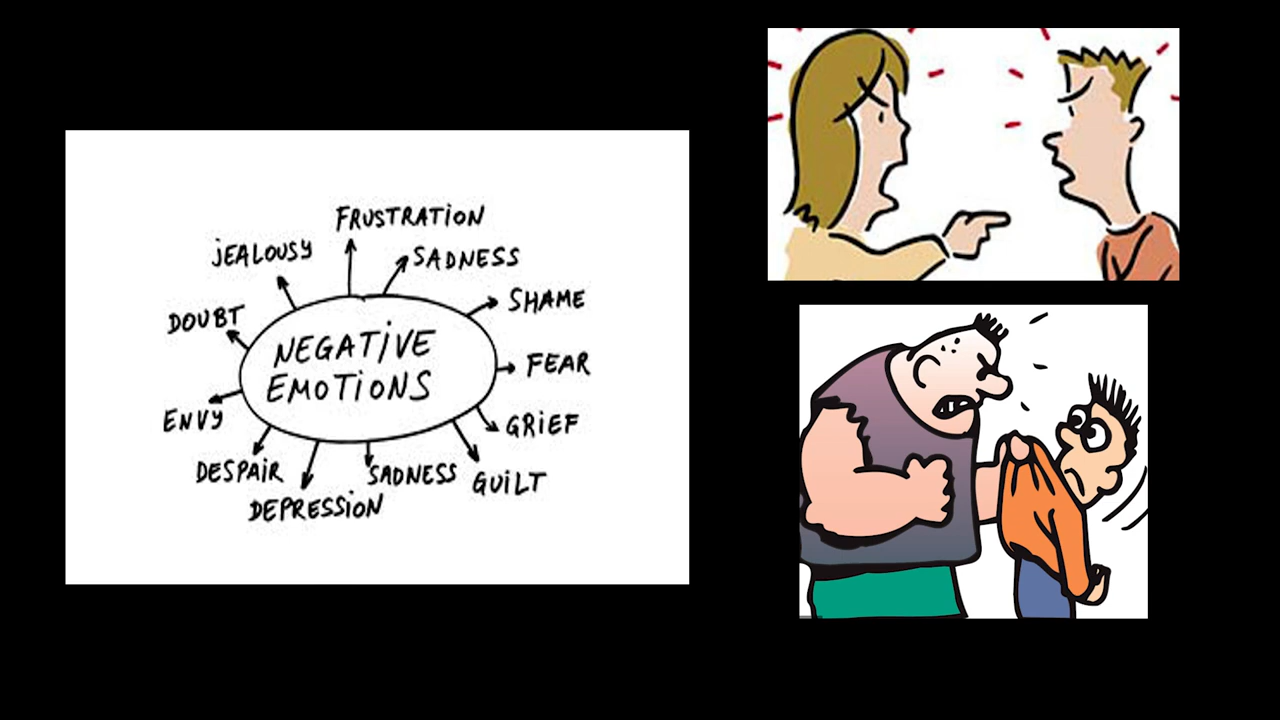 FRUSTRATION
JEALOUSY
SADNESS
SHAME
DOUBT
NEGATIVE
EMOTIONS
FEAR
ENVY
GRIEF
DESPAIR
SADNESS
GUILT
DEPRESSION